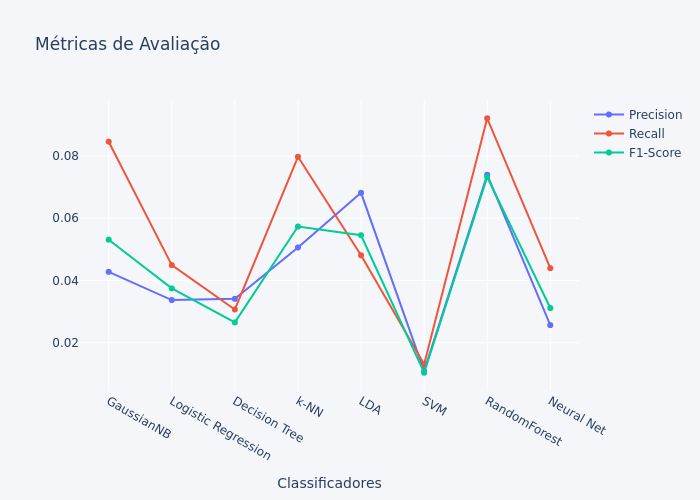 Métricas de Avaliação
Precision
Recall
F1-Score
0.08
0.06
0.04
0.02
GaussianNB
Logistic Regression
Decision Tree
k-NN
LDA
SVM
RandomForest
Neural Net
Classificadores